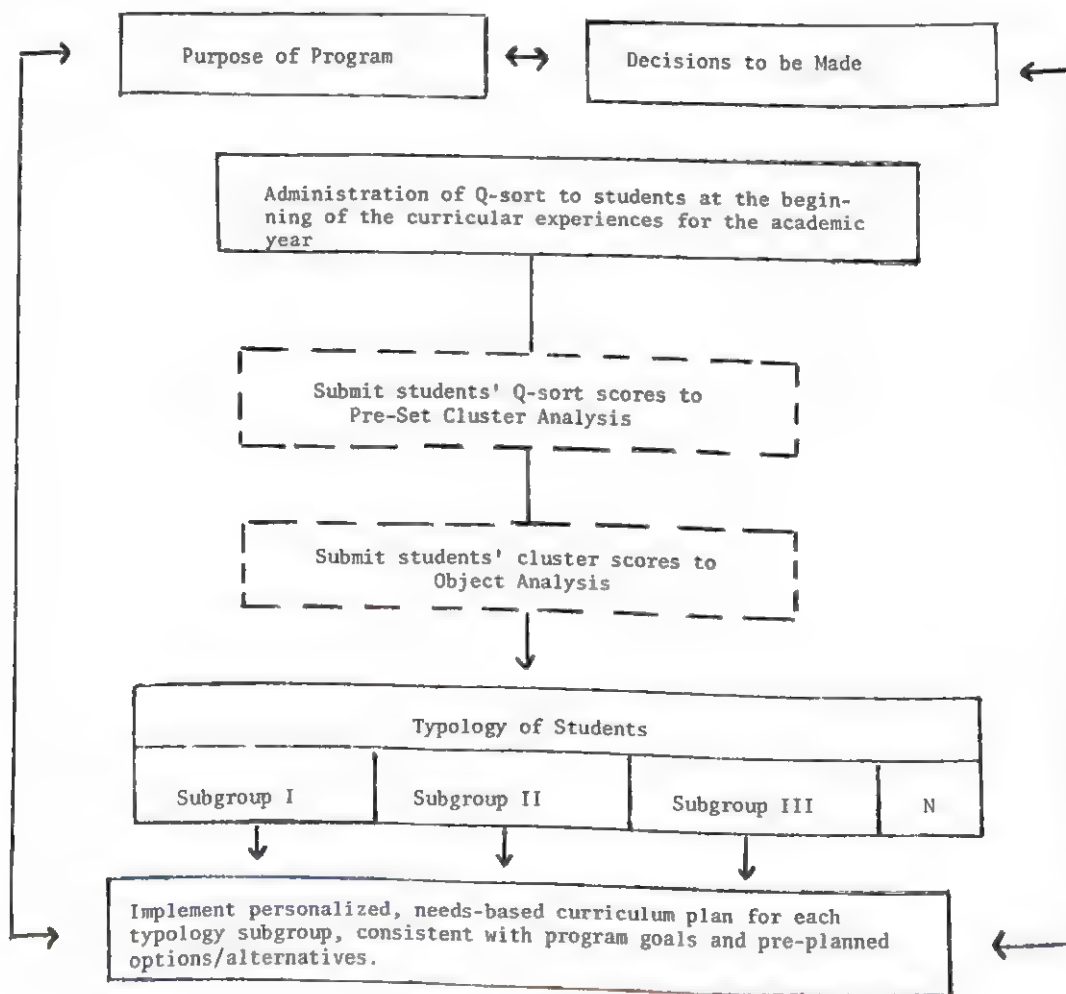 Purpose of Program
Decisions to be Made
Administration of Q-sort to students at the begin-
ning of the curricular experiences for the academic
year
Submit students' Q-sort scores to
Pre-Set Cluster Analysis
Submit students' cluster scores to
Object Analysis
Typology of Students
Subgroup I
Subgroup II
Subgroup III
N
Implement personalized, needs-based curriculum plan for each
typology subgroup, consistent with program goals and pre-planned
options/alternatives.